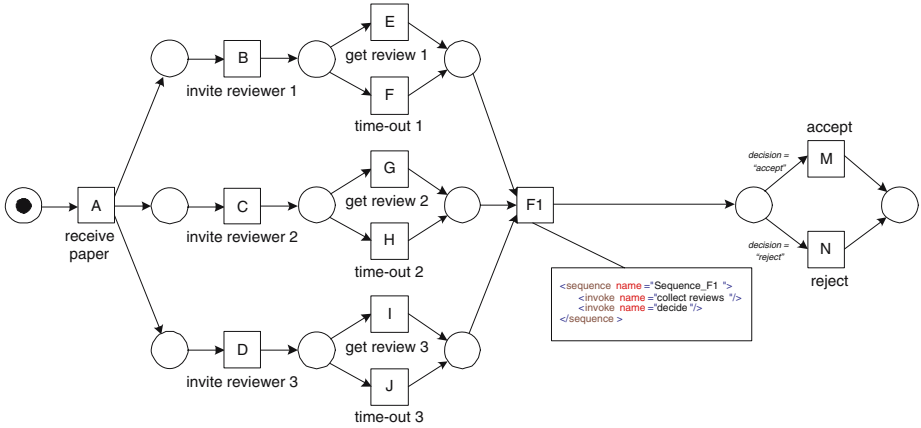 E
get review 1
B
invite reviewer 1
F
time-out 1
accept
decision =
"accept"
M
G
get review 2
A
receive
paper
C
invite reviewer 2
F1
H
time-out 2
decision =
"reject"
N
reject
<sequence name ="Sequence_F1 ">
<invoke name ="collect reviews "/>
<invoke name ="decide "/>
</sequence >
I
get review 3
D
invite reviewer 3
J
time-out 3